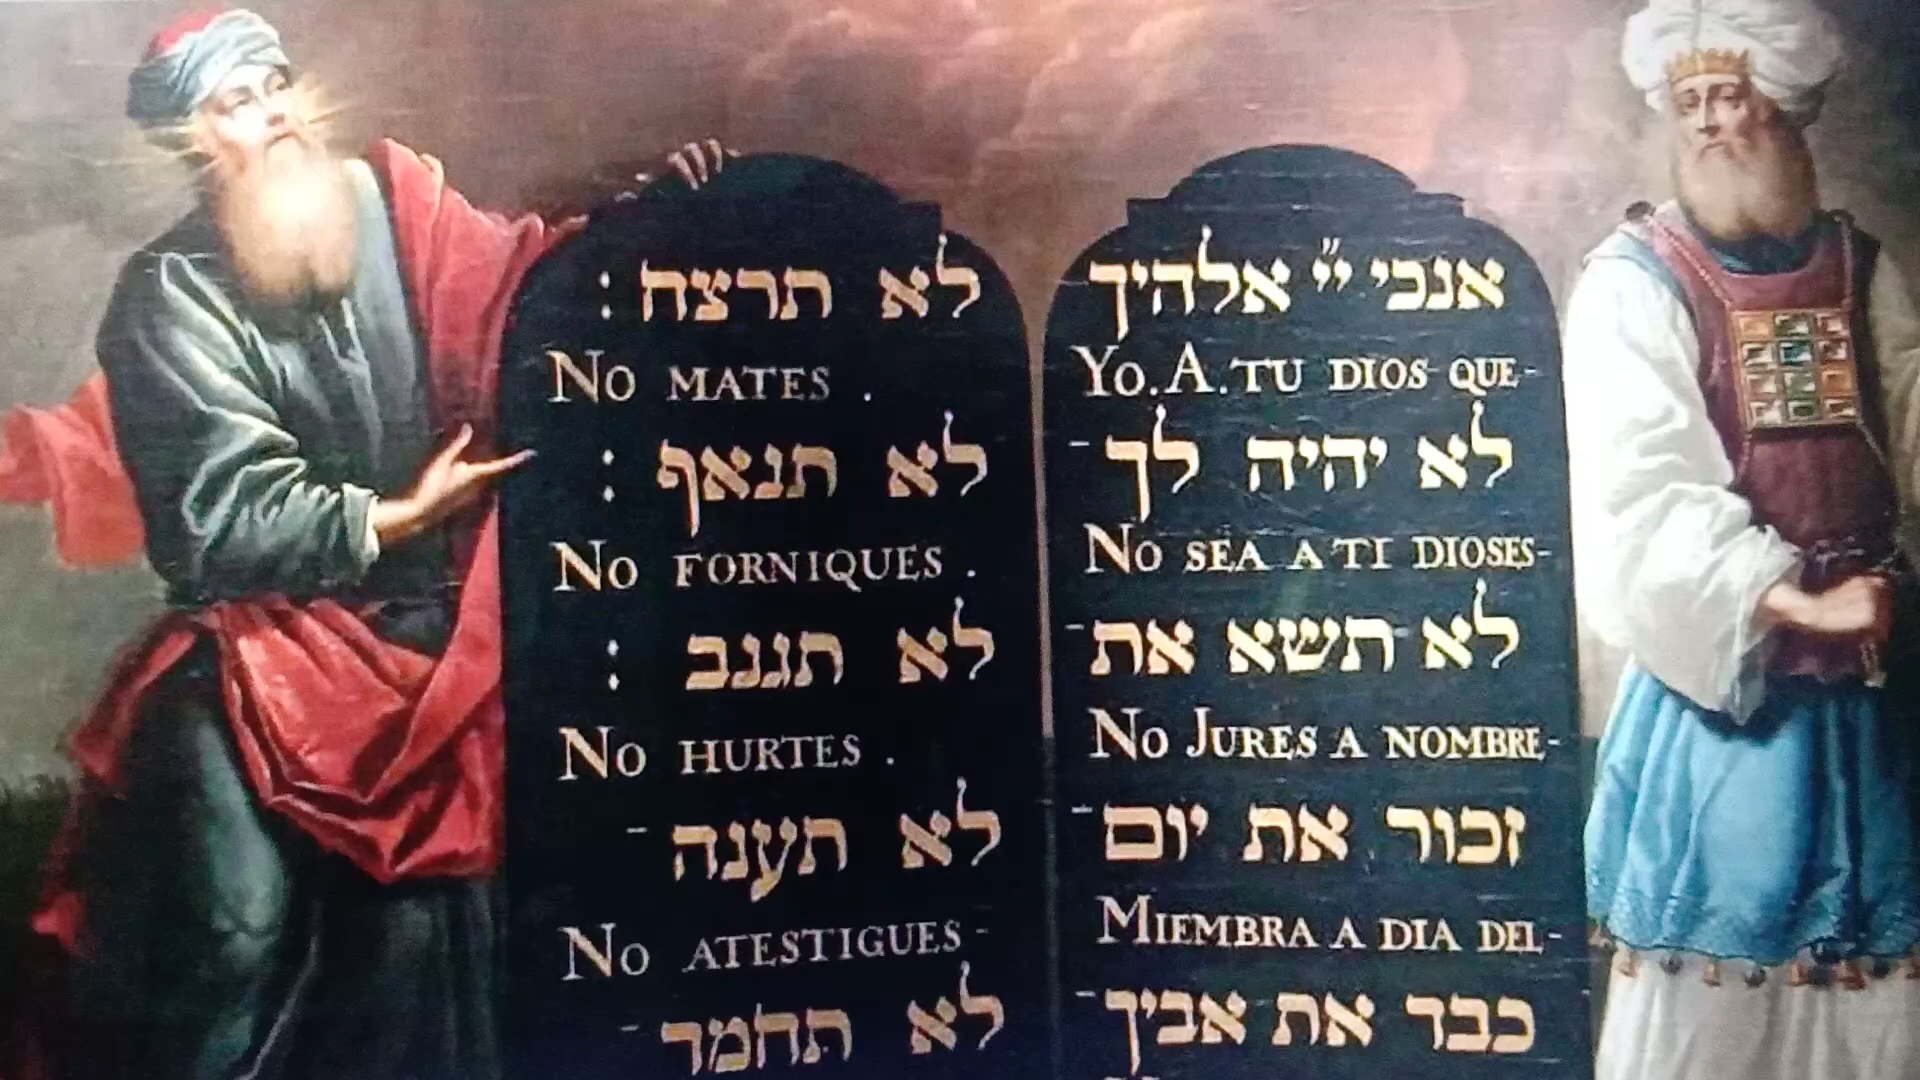 אנכי יי אלהיך
YO.A.TU DIOS QUE-
לא יהיה לך-
NO SEA A TI DIOSES-
לא תשא את-
NO JURES A NOMBRE-
זכור את יום-
MIEMBRA A DIA DEL-
כבד את אביך-
לא תרצח:
NO MATES.
לא תנאף:
NO FORNIQUES.
לא תגנב:
NO HURTES.
לא תענה-
NO ATESTIGUES-
לא תחמד-